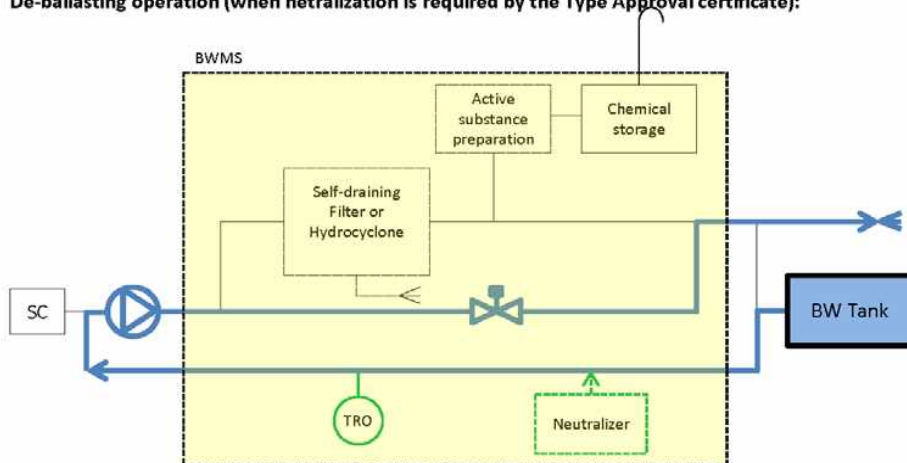 De-ballasting operation (when netralization is required by the Type Approval certificate):
BWMS
Active
substance
preparation
Chemical
storage
Self-draining
Filter or
Hydrocyclone
SC
BW Tank
TRO
Neutralizer